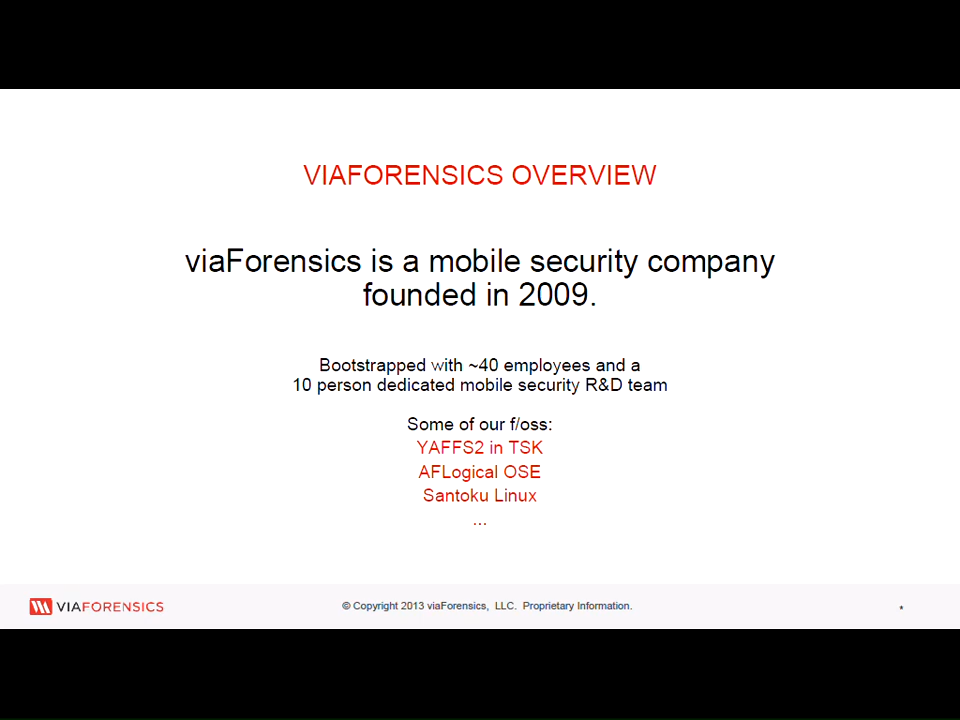 VIAFORENSICS OVERVIEW
viaForensics is a mobile security company
founded in 2009.
Bootstrapped with ~40 employees and a
10 person dedicated mobile security R&D team
Some of our f/oss:
YAFFS2 in TSK
AFLogical OSE
Santoku Linux
...
VIAFORENSICS
© Copyright 2013 viaForensics, LLC. Proprietary Information.
*